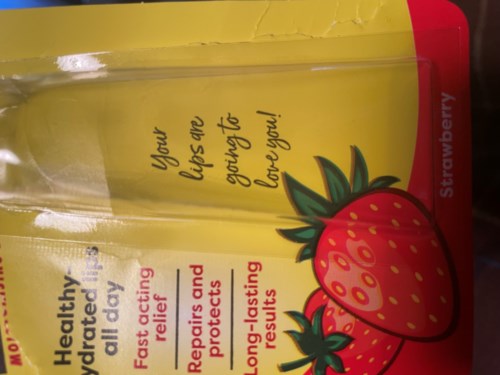 Your
lips are
going to
love you!
Healthy-
hydrated lips
all day
Fast acting
relief
Repairs and
protects
Long-lasting
results
Strawberry